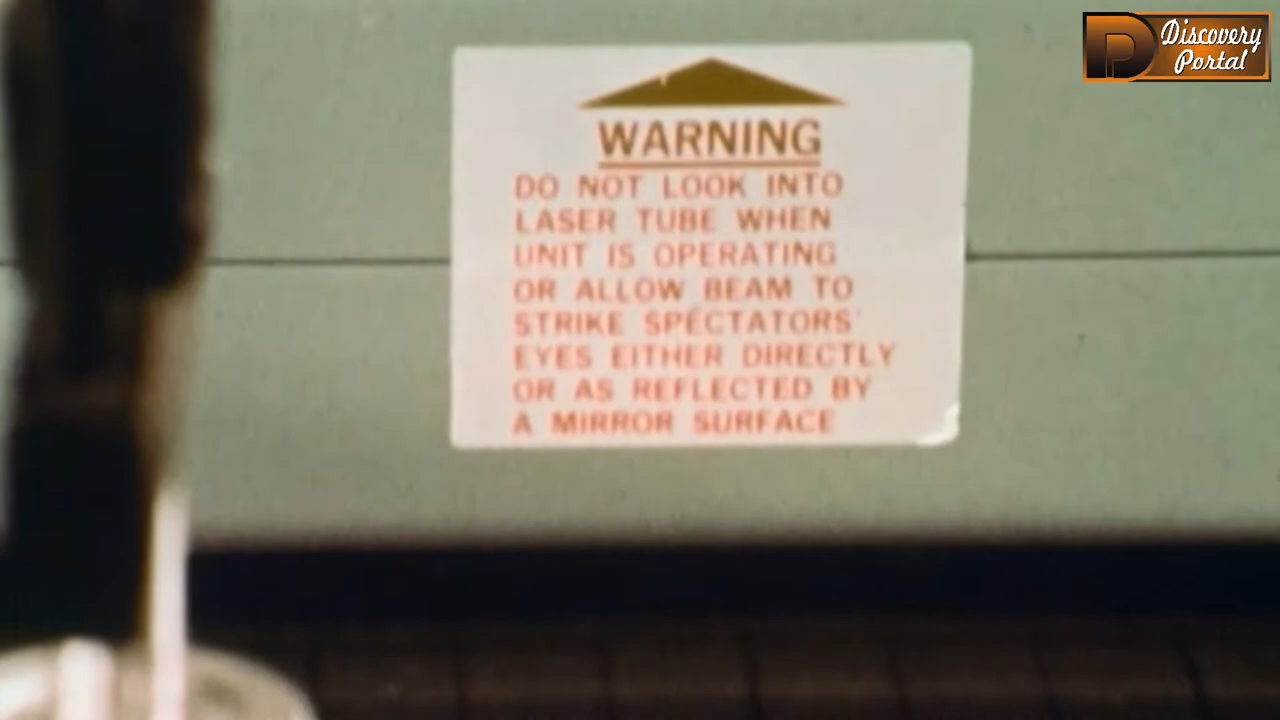 Discovery
Portal
WARNING
DO NOT LOOK INTO
LASER TUBE WHEN
UNIT IS OPERATING
OR ALLOW BEAM TO
STRIKE SPECTATORS'
EYES EITHER DIRECTLY
OR AS REFLECTED BY
A MIRROR SURFACE